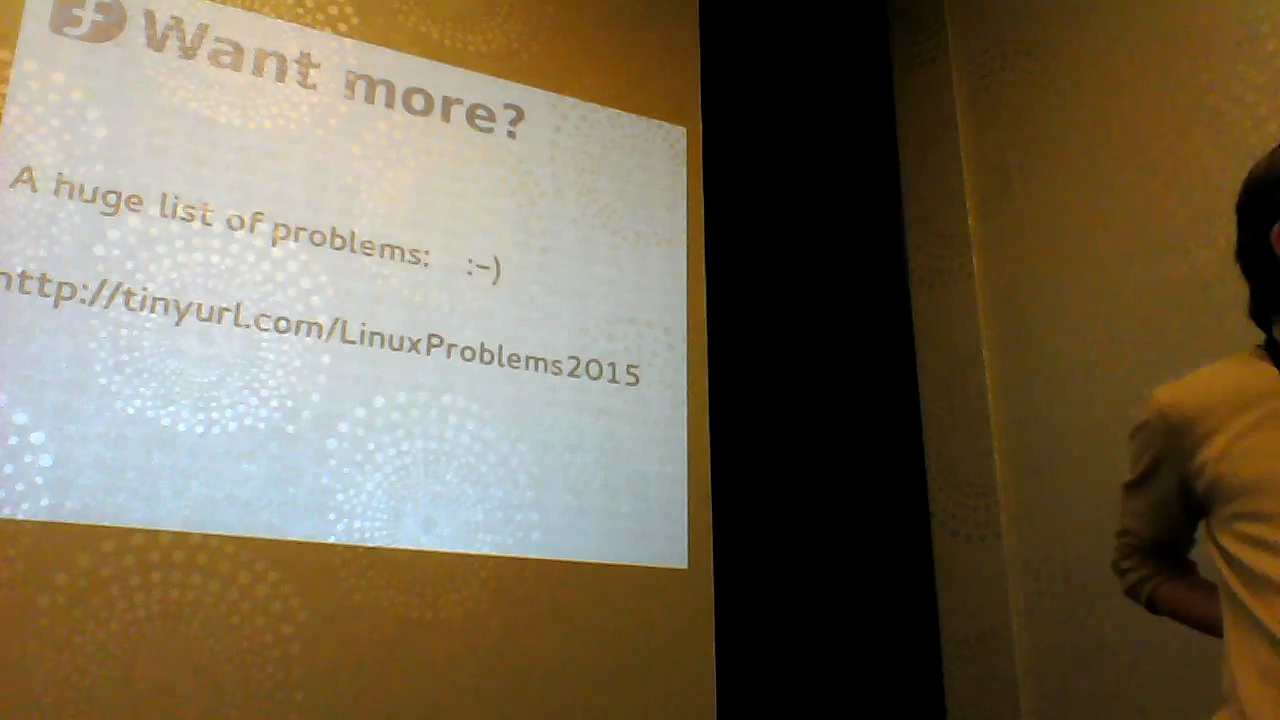 Want more?
A huge list of problems: :-)
http://tinyurl.com/LinuxProblems2015